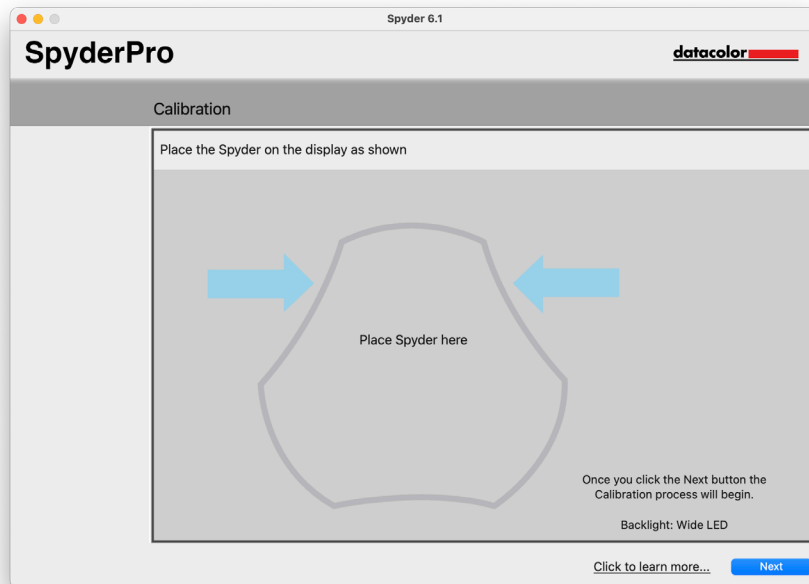 Spyder 6.1
SpyderPro
datacolor
Calibration
Place the Spyder on the display as shown
Place Spyder here
Once you click the Next button the
Calibration process will begin.
Backlight: Wide LED
Click to learn more...
Next